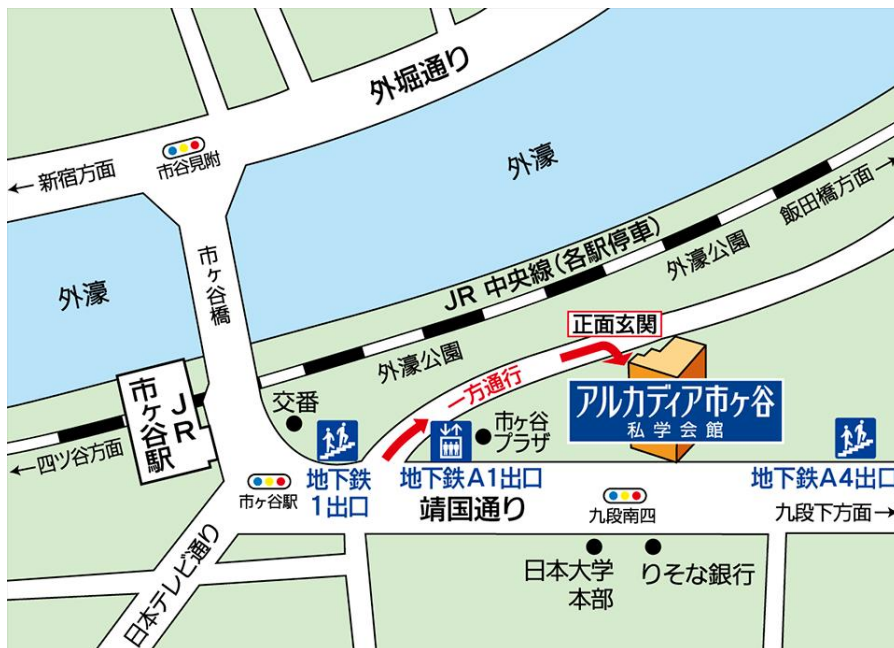 外堀通り
市谷見附
←新宿方面
外濠
飯田橋方面→
市ヶ谷橋
外濠
JR 中央線(各駅停車)
外濠公園
正面玄関
外濠公園
一方通行
JR
市ヶ谷駅
交番
アルカディア市ヶ谷
私学会館
市ヶ谷
プラザ
←四ツ谷方面
地下鉄
1出口
地下鉄A1出口
地下鉄A4出口
市ヶ谷駅
靖国通り
九段南四
九段下方面→
日本テレビ通り
日本大学
本部
りそな銀行